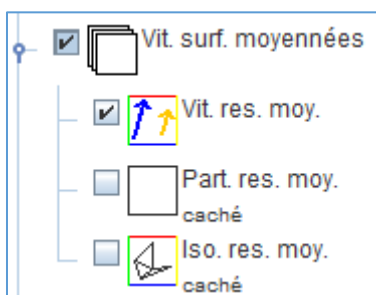 Vit. surf. moyennées
Vit. res. moy.
Part. res. moy.
caché
Iso. res. moy.
caché